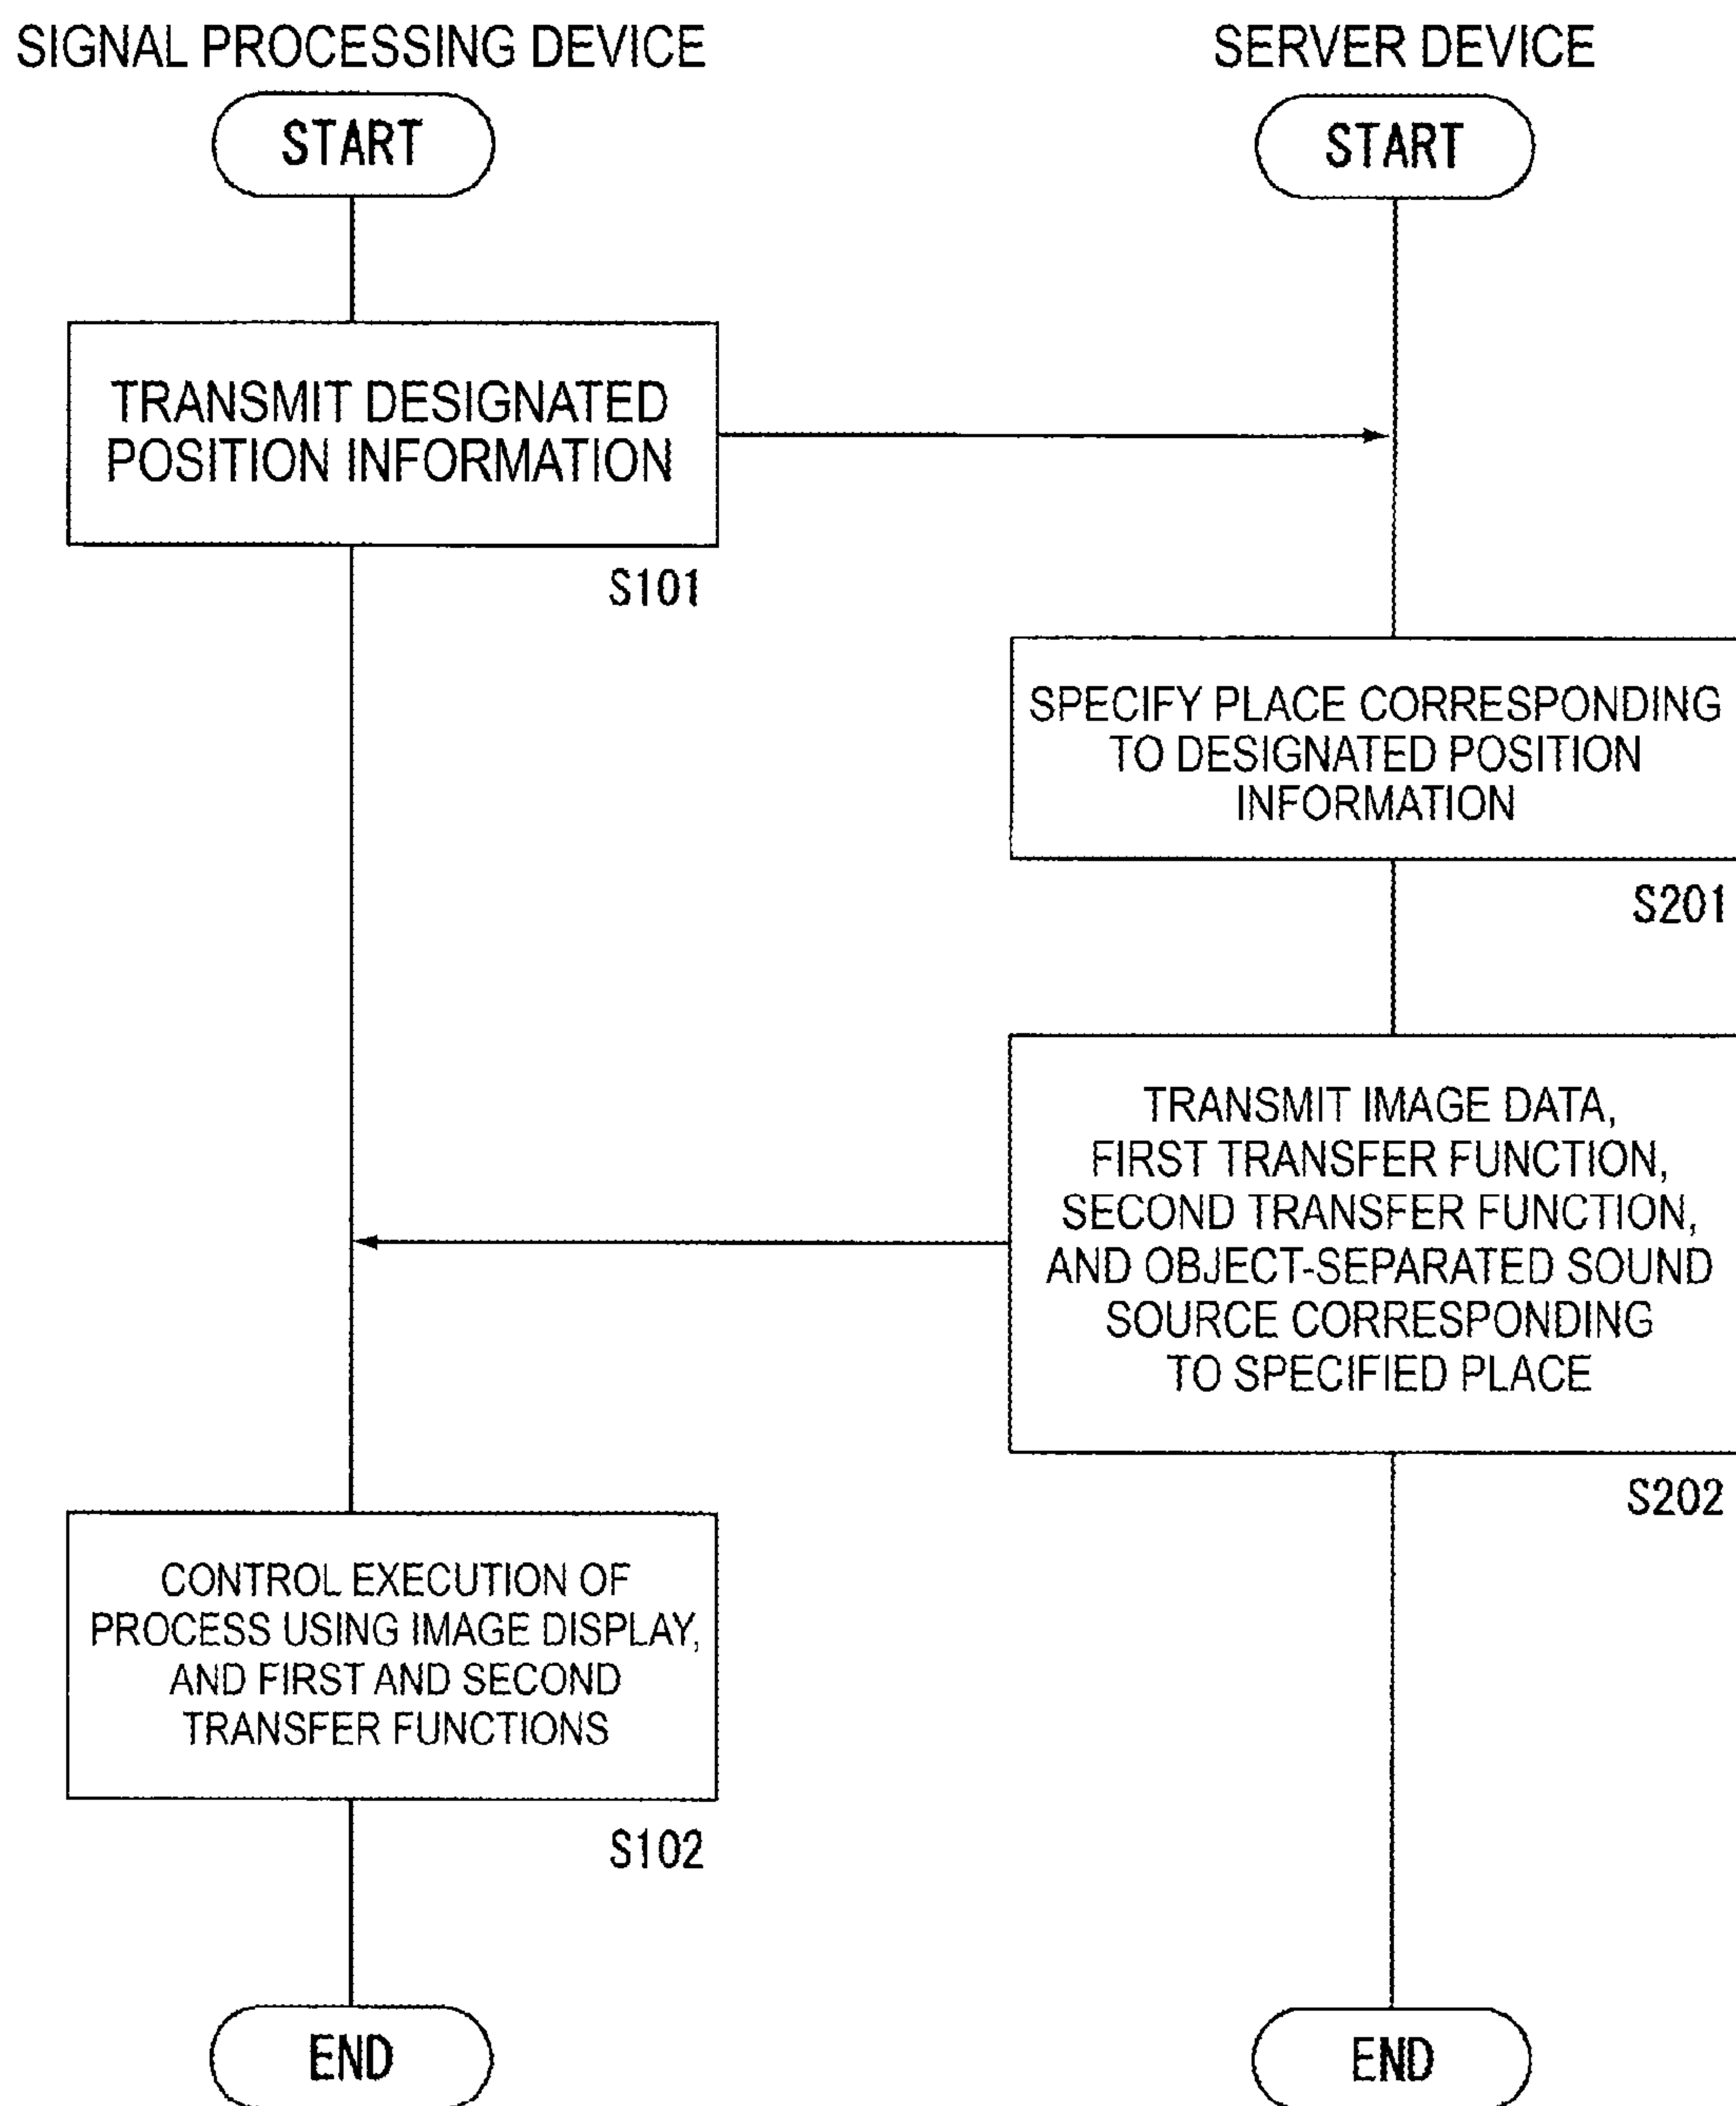 SIGNAL PROCESSING DEVICE
SERVER DEVICE
START
START
TRANSMIT DESIGNATED
POSITION INFORMATION
S101
SPECIFY PLACE CORRESPONDING
TO DESIGNATED POSITION
INFORMATION
S201
TRANSMIT IMAGE DATA,
FIRST TRANSFER FUNCTION,
SECOND TRANSFER FUNCTION,
AND OBJECT-SEPARATED SOUND
SOURCE CORRESPONDING
TO SPECIFIED PLACE
S202
CONTROL EXECUTION OF
PROCESS USING IMAGE DISPLAY,
AND FIRST AND SECOND
TRANSFER FUNCTIONS
S102
END
END